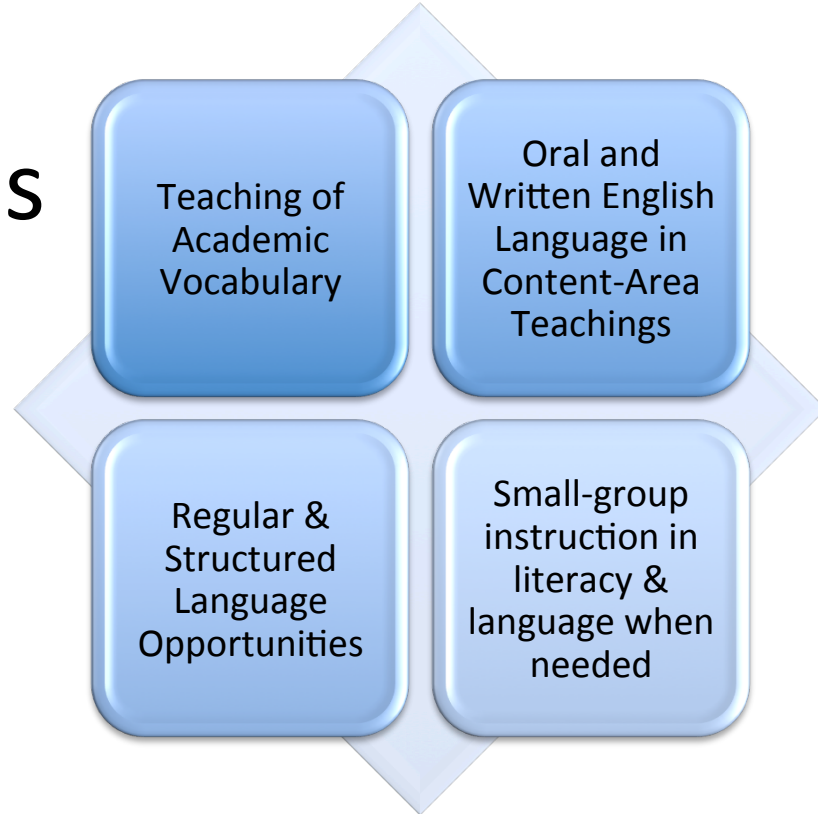 s
Teaching of
Academic
Vocabulary
Oral and
Written English
Language in
Content-Area
Teachings
Regular &
Structured
Language
Opportunities
Small-group
instruction in
literacy &
language when
needed